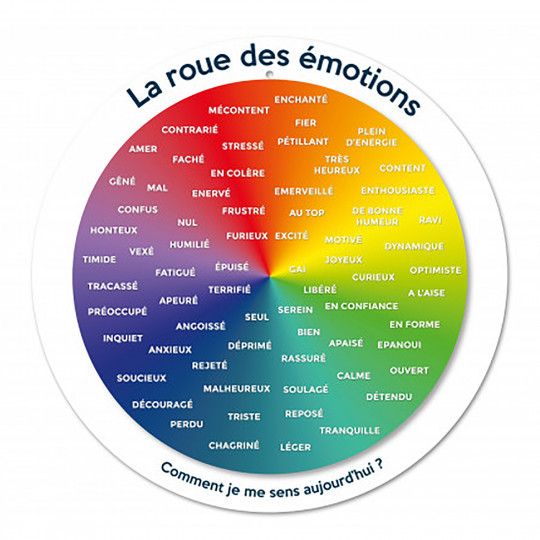 La roue des émotions
ENCHANTÉ
MÉCONTENT
FIER
CONTRARIÉ
PLEIN
D'ENERGIE
PÉTILLANT
STRESSÉ
AMER
FACHÉ
TRÈS
HEUREUX
CONTENT
EN COLÈRE
GÊNÉ
MAL
ENERVÉ
EMERVEILLÉ
ENTHOUSIASTE
CONFUS
FRUSTRÉ
AU TOP
DE BONNE
HUMEUR
RAVI
NUL
HONTEUX
FURIEUX
EXCITÉ
MOTIVÉ
HUMILIÉ
DYNAMIQUE
VEXÉ
TIMIDE
JOYEUX
ÉPUISÉ
GAI
OPTIMISTE
FATIGUÉ
CURIEUX
TRACASSÉ
TERRIFIÉ
LIBÉRÉ
A L'AISE
APEURÉ
EN CONFIANCE
PRÉOCCUPÉ
SEUL
SEREIN
ANGOISSÉ
EN FORME
BIEN
INQUIET
DÉPRIMÉ
APAISÉ
EPANOUI
ANXIEUX
RASSURÉ
REJETÉ
OUVERT
SOUCIEUX
CALME
MALHEUREUX
SOULAGÉ
DÉTENDU
DÉCOURAGÉ
TRISTE
REPOSÉ
PERDU
TRANQUILLE
CHAGRINÉ
LÉGER
Comment je me sens aujourd'hui ?